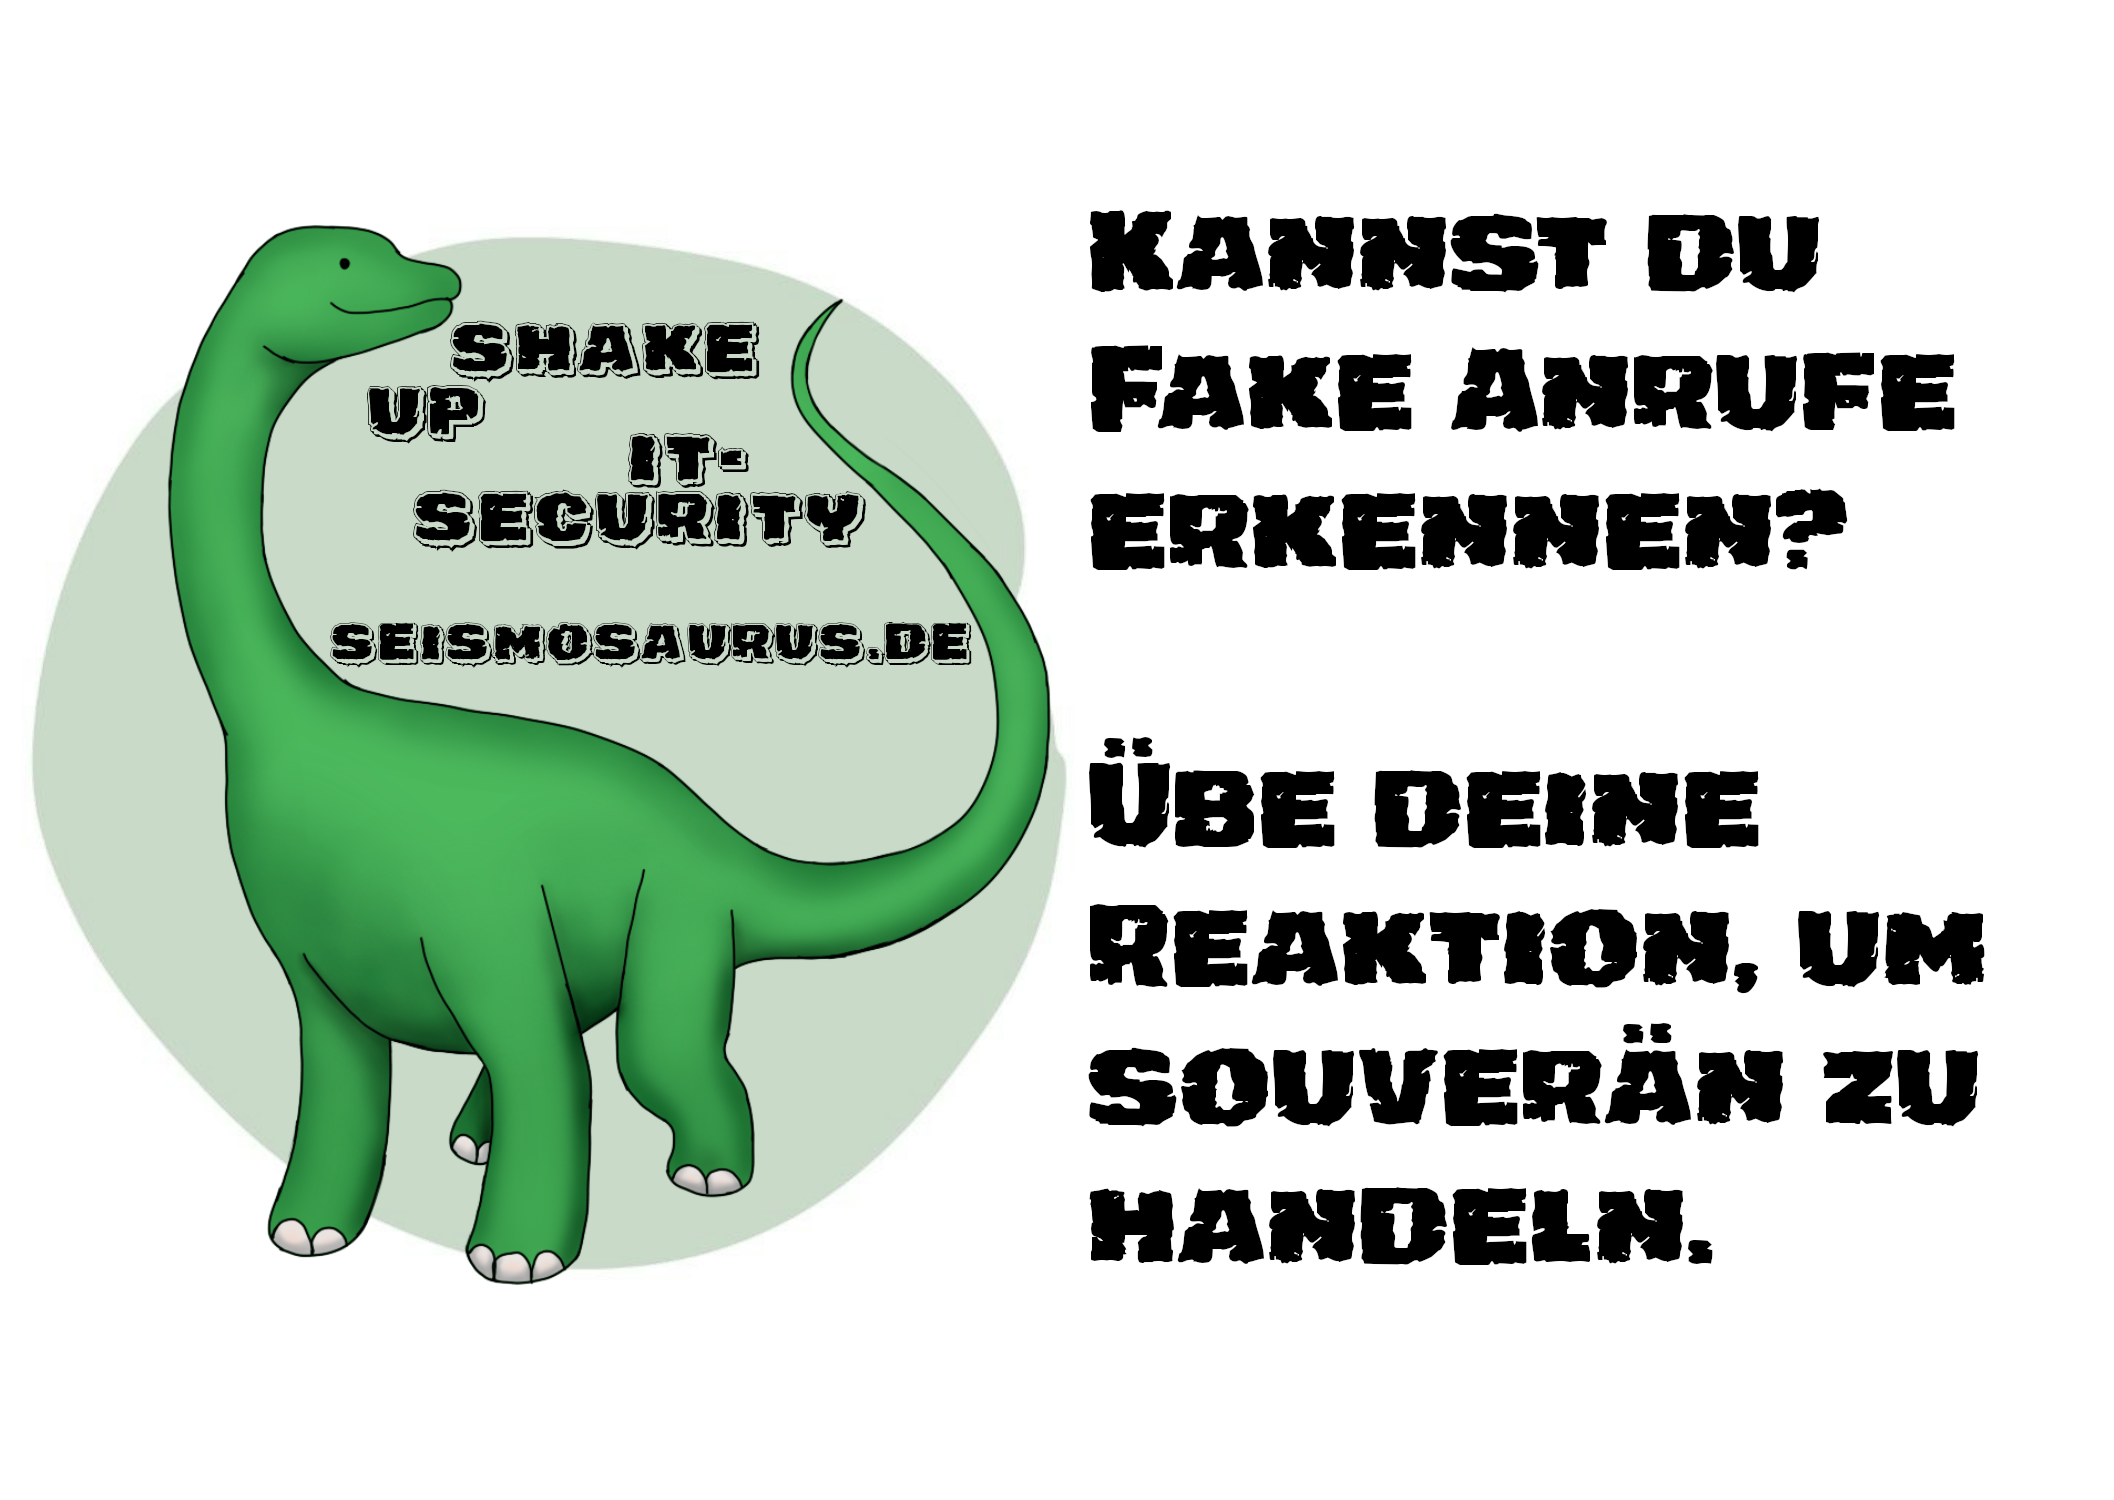 SHAKE
UP
IT-
SECURITY
SEISMOSAURUS.DE
KANNST DU
FAKE ANRUFE
ERKENNEN?
ÜBE DEINE
REAKTION, UM
SOUVERÄN ZU
HANDELN.